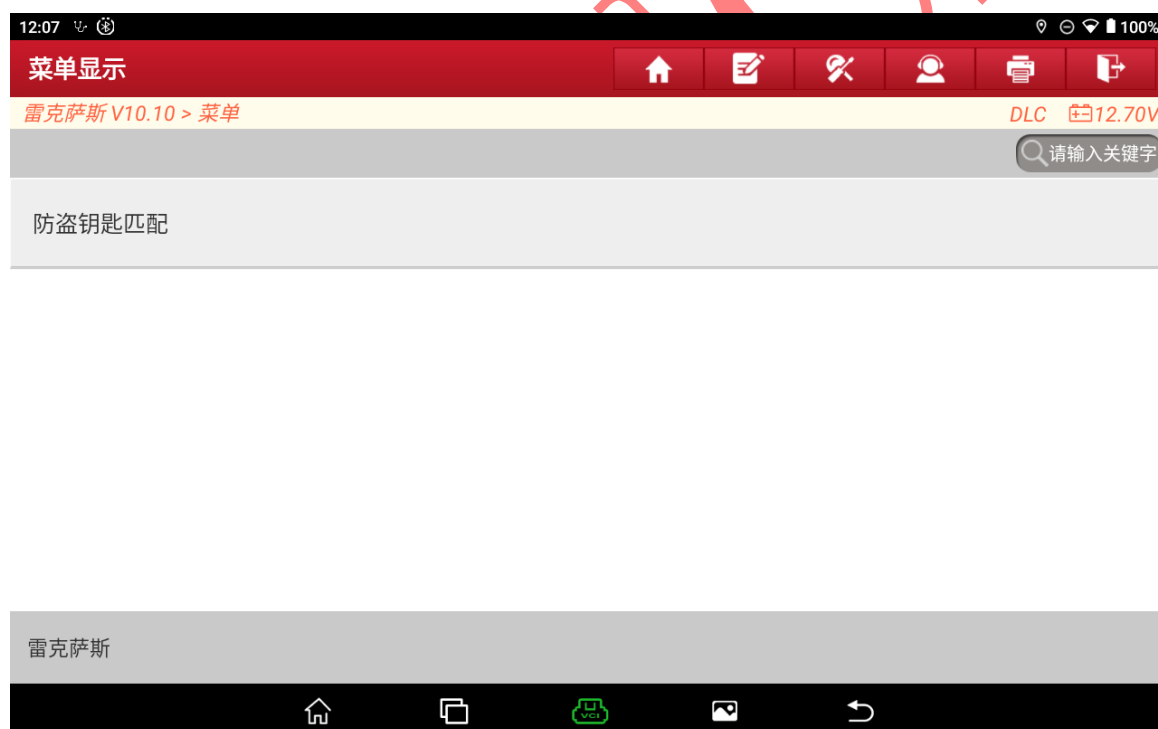 12:07
100%
菜单显示
雷克萨斯 V10.10 > 菜单
DLC 12.70V
请输入关键字
防盗钥匙匹配
雷克萨斯
VCI